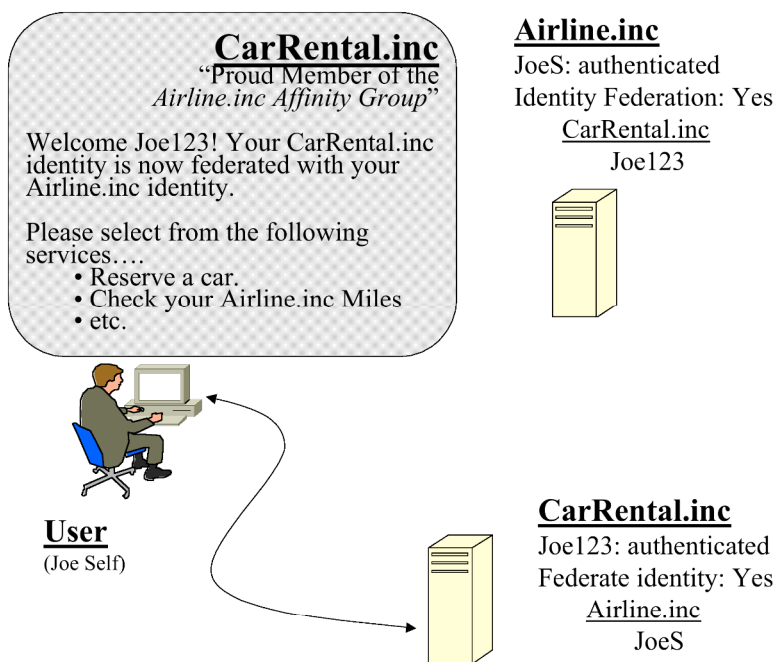 CarRental.inc
“Proud Member of the
Airline.inc Affinity Group”
Welcome Joe123! Your CarRental.inc
identity is now federated with your
Airline.inc identity.
Please select from the following
services….
• Reserve a car.
• Check your Airline.inc Miles
• etc.
Airline.inc
JoeS: authenticated
Identity Federation: Yes
CarRental.inc
Joe123
User
(Joe Self)
CarRental.inc
Joe123: authenticated
Federate identity: Yes
Airline.inc
JoeS